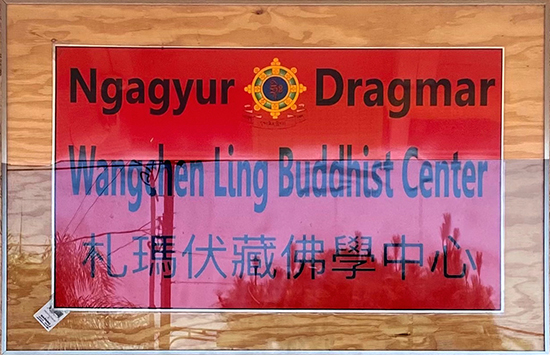 Ngagyur Dragmar
Wangchen Ling Buddhist Center
札瑪伏藏佛學中心